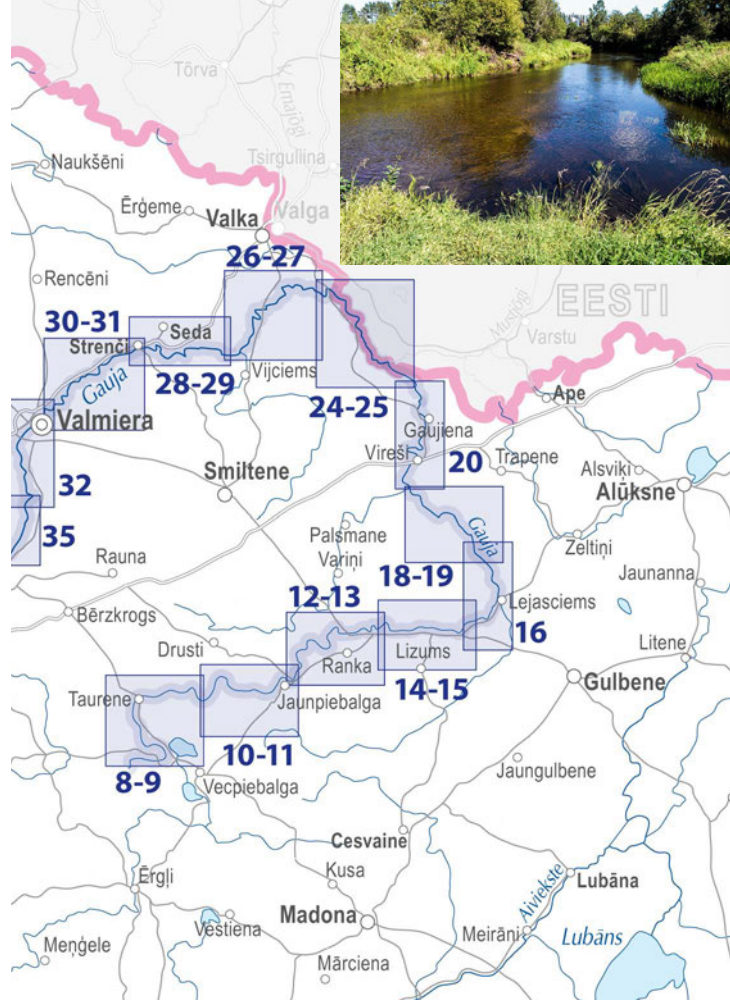 Tõrva
V. Emajõgi
Naukšēni
Tsirguliina
Ērģeme
Valka
Valga
26-27
Rencēni
EESTI
Mustjõgi
Varstu
30-31
Seda
Strenči
Gauja
28-29
Vijciems
24-25
Ape
Valmiera
Gaujiena
Vireši
20
Trapene
Alsviķi
Smiltene
Alūksne
32
35
Gauja
Palsmane
Variņi
Zeltiņi
Rauna
18-19
Jaunanna
12-13
Lejasciems
Bērzkrogs
16
Drusti
Lizums
Litene
Ranka
Gulbene
Taurene
Jaunpiebalga
14-15
10-11
8-9
Vecpiebalga
Jaungulbene
Cesvaine
Ērgļi
Kusa
Lubāna
Aiviekste
Madona
Vestiena
Meirāni
Lubāns
Meņģele
Mārciena